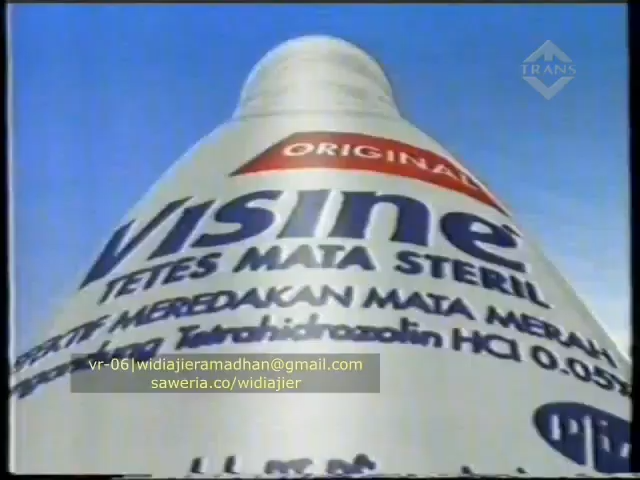 TRANS
ORIGINAL
VISINE
TETES MATA STERIL
EFEKTIF MEREDAKAN MATA MERAH
Tetrahidrozolin HCl 0.05%
vr-06|widiajieramadhan@gmail.com
saweria.co/widiajier